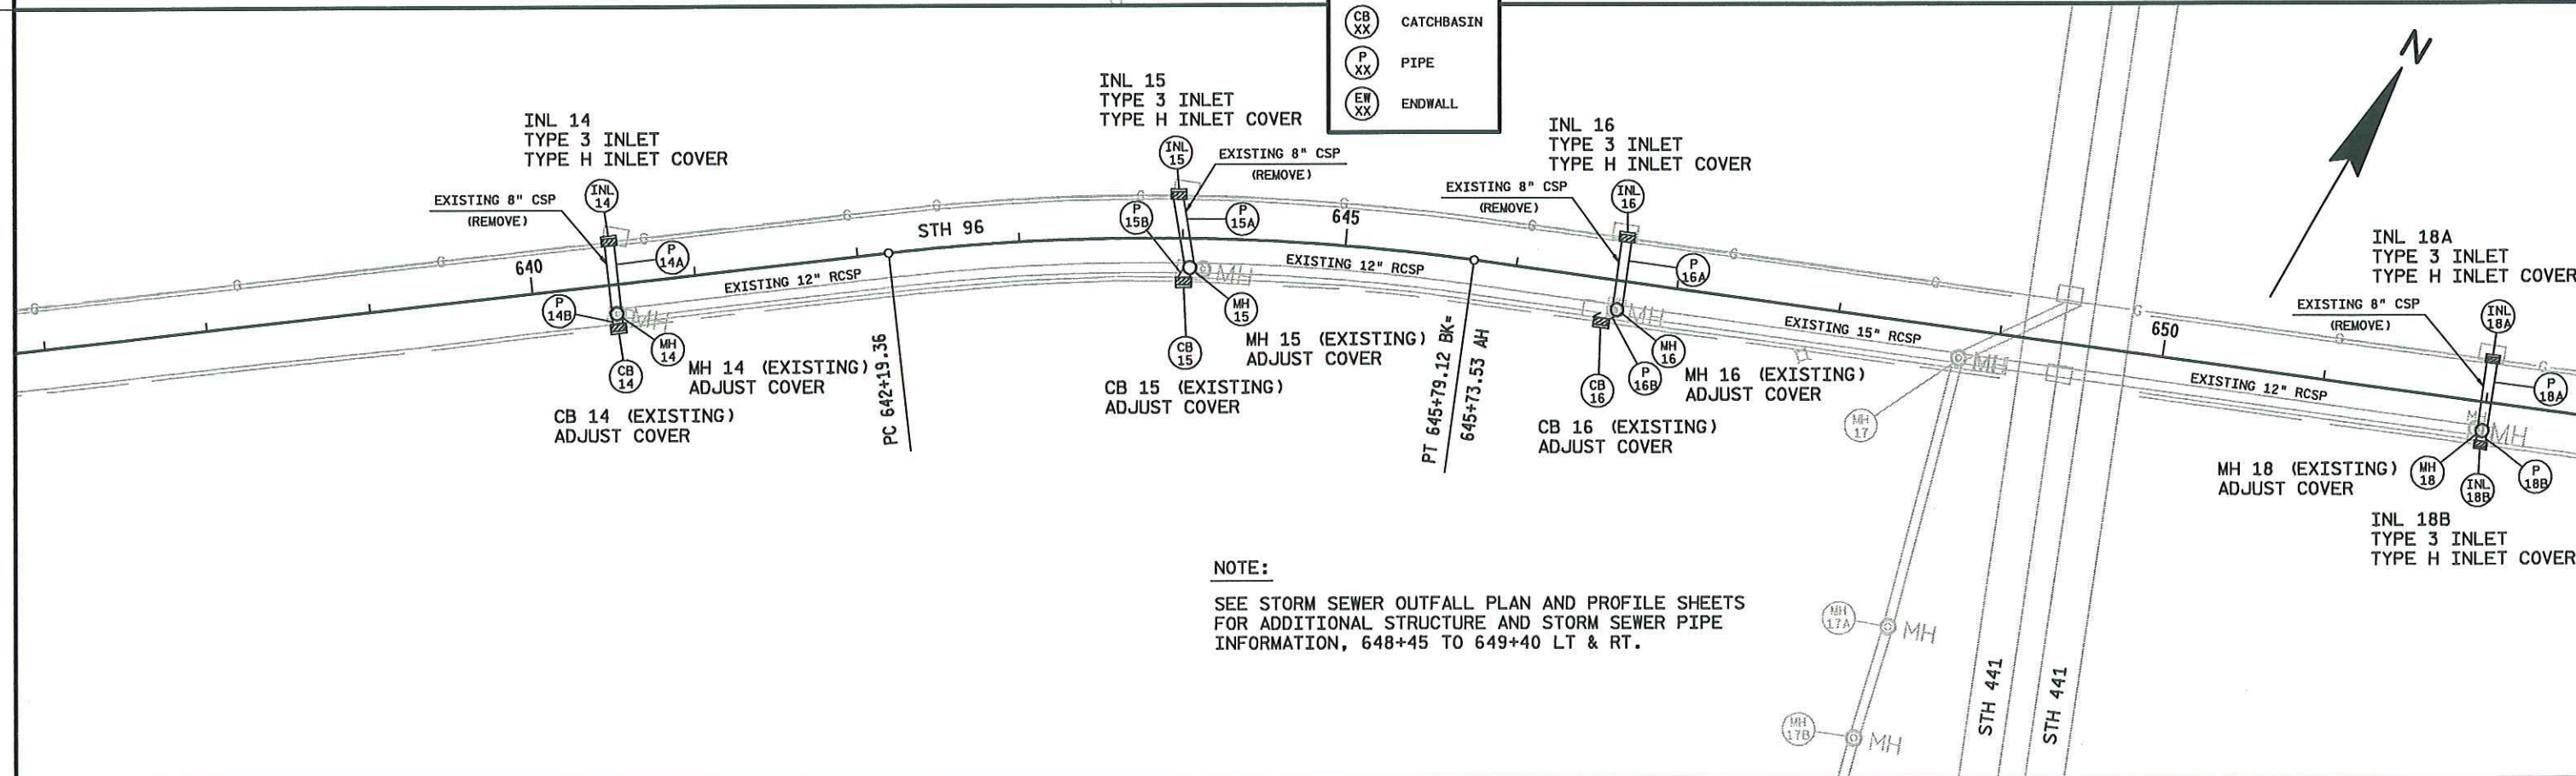 CB XX CATCHBASIN
P XX PIPE
EW XX ENDWALL
N
INL 14
TYPE 3 INLET
TYPE H INLET COVER
INL 14
EXISTING 8" CSP
(REMOVE)
P 14A
640
P 14B
MH
MH 14
CB 14
MH 14 (EXISTING)
ADJUST COVER
CB 14 (EXISTING)
ADJUST COVER
EXISTING 12" RCSP
STH 96
PC 642+19.36
INL 15
TYPE 3 INLET
TYPE H INLET COVER
INL 15
EXISTING 8" CSP
(REMOVE)
P 15B
P 15A
MH
MH 15
CB 15
MH 15 (EXISTING)
ADJUST COVER
CB 15 (EXISTING)
ADJUST COVER
645
EXISTING 12" RCSP
PT 645+79.12 BK=
645+73.53 AH
INL 16
TYPE 3 INLET
TYPE H INLET COVER
INL 16
EXISTING 8" CSP
(REMOVE)
P 16A
MH
MH 16
P 16B
CB 16
MH 16 (EXISTING)
ADJUST COVER
CB 16 (EXISTING)
ADJUST COVER
EXISTING 15" RCSP
MH
MH 17
650
EXISTING 12" RCSP
INL 18A
TYPE 3 INLET
TYPE H INLET COVER
INL 18A
EXISTING 8" CSP
(REMOVE)
P 18A
MH
MH
MH 18 (EXISTING)
ADJUST COVER
MH 18
INL 18B
P 18B
INL 18B
TYPE 3 INLET
TYPE H INLET COVER
NOTE:
SEE STORM SEWER OUTFALL PLAN AND PROFILE SHEETS
FOR ADDITIONAL STRUCTURE AND STORM SEWER PIPE
INFORMATION, 648+45 TO 649+40 LT & RT.
MH 17A
MH
MH 17B
MH
STH 441
STH 441
G
G
G
G
G
G
G
G
G
G
G
G
G
G